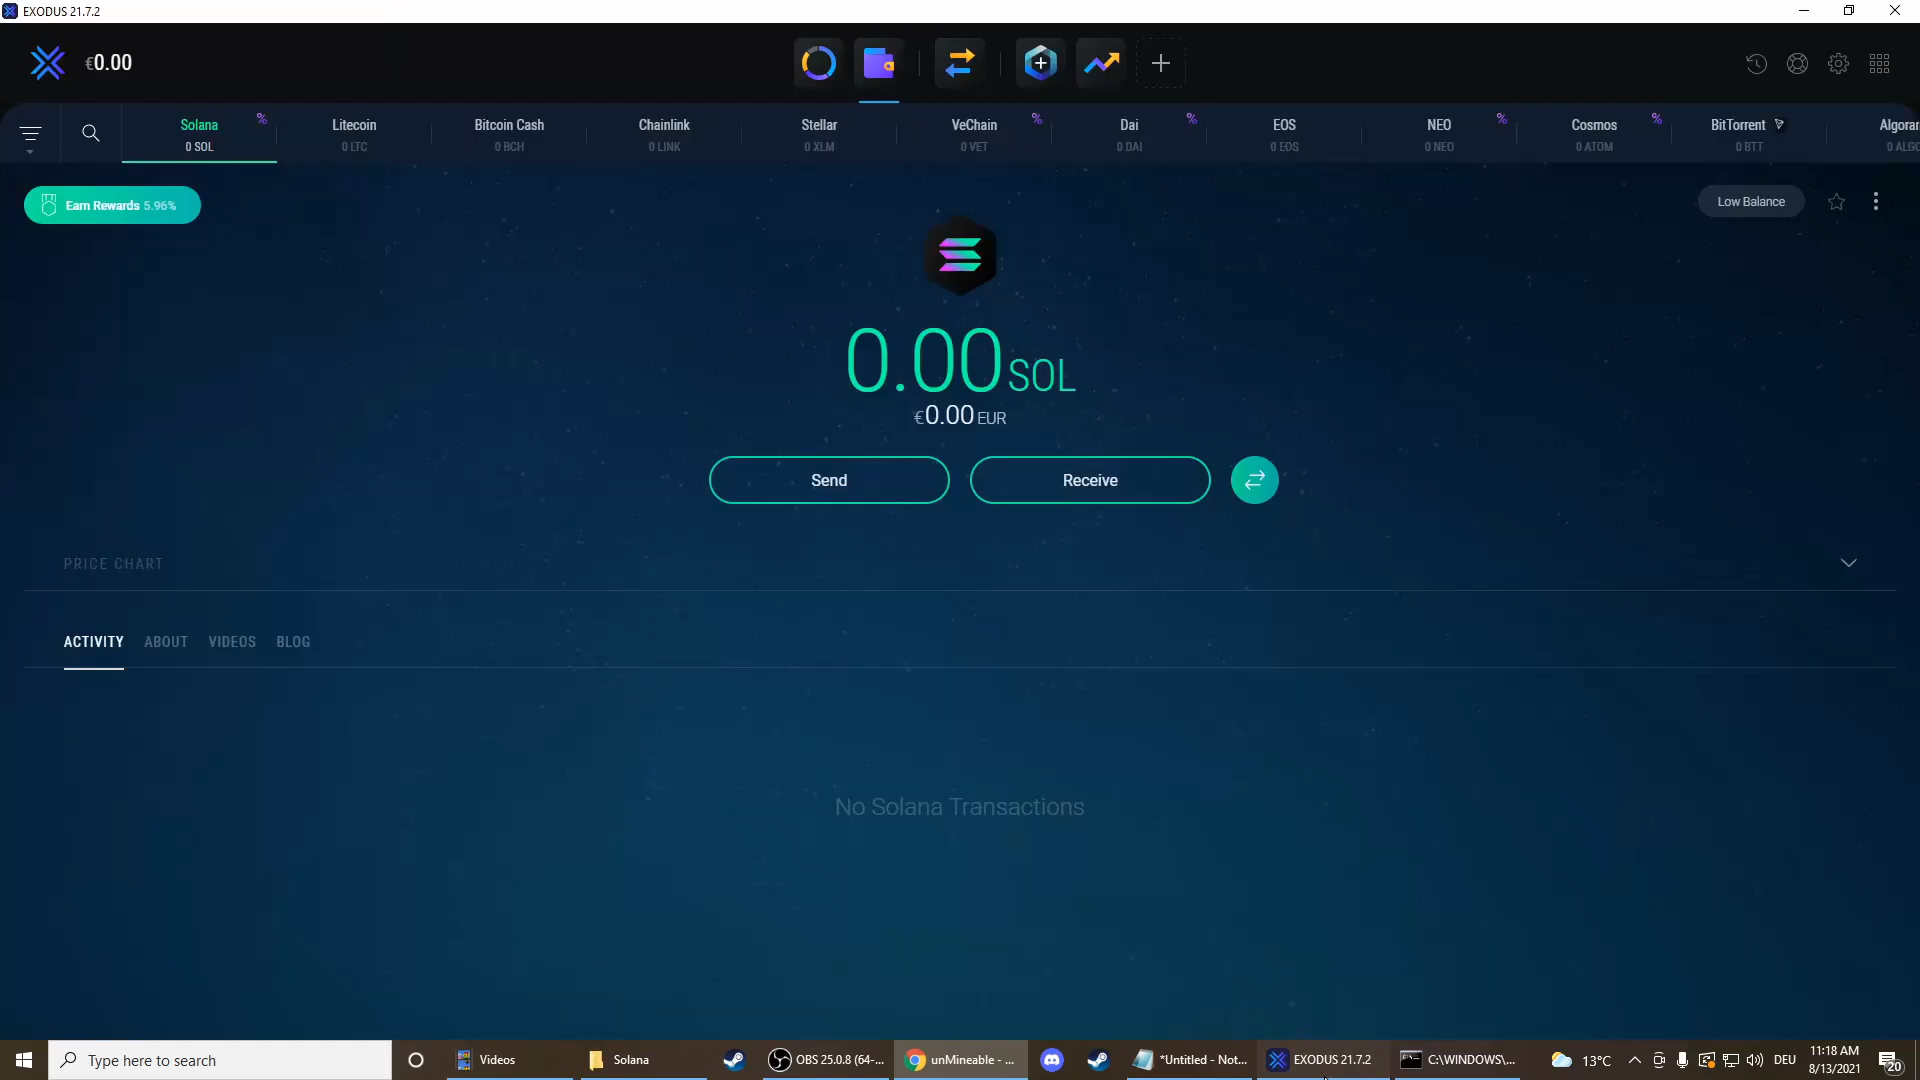 EXODUS 21.7.2
€0.00
Solana
0 SOL
%
Litecoin
0 LTC
Bitcoin Cash
0 BCH
Chainlink
0 LINK
Stellar
0 XLM
VeChain
0 VET
%
Dai
0 DAI
%
EOS
0 EOS
NEO
0 NEO
%
Cosmos
0 ATOM
%
BitTorrent
0 BTT
Algoran
0 ALGO
Earn Rewards 5.96%
Low Balance
0.00 SOL
€0.00 EUR
Send
Receive
PRICE CHART
ACTIVITY ABOUT VIDEOS BLOG
No Solana Transactions
Type here to search
Videos
Solana
OBS 25.0.8 (64-...
unMineable - ...
*Untitled - Not...
EXODUS 21.7.2
C:\WINDOWS\...
13°C
DEU
11:18 AM
8/13/2021
20